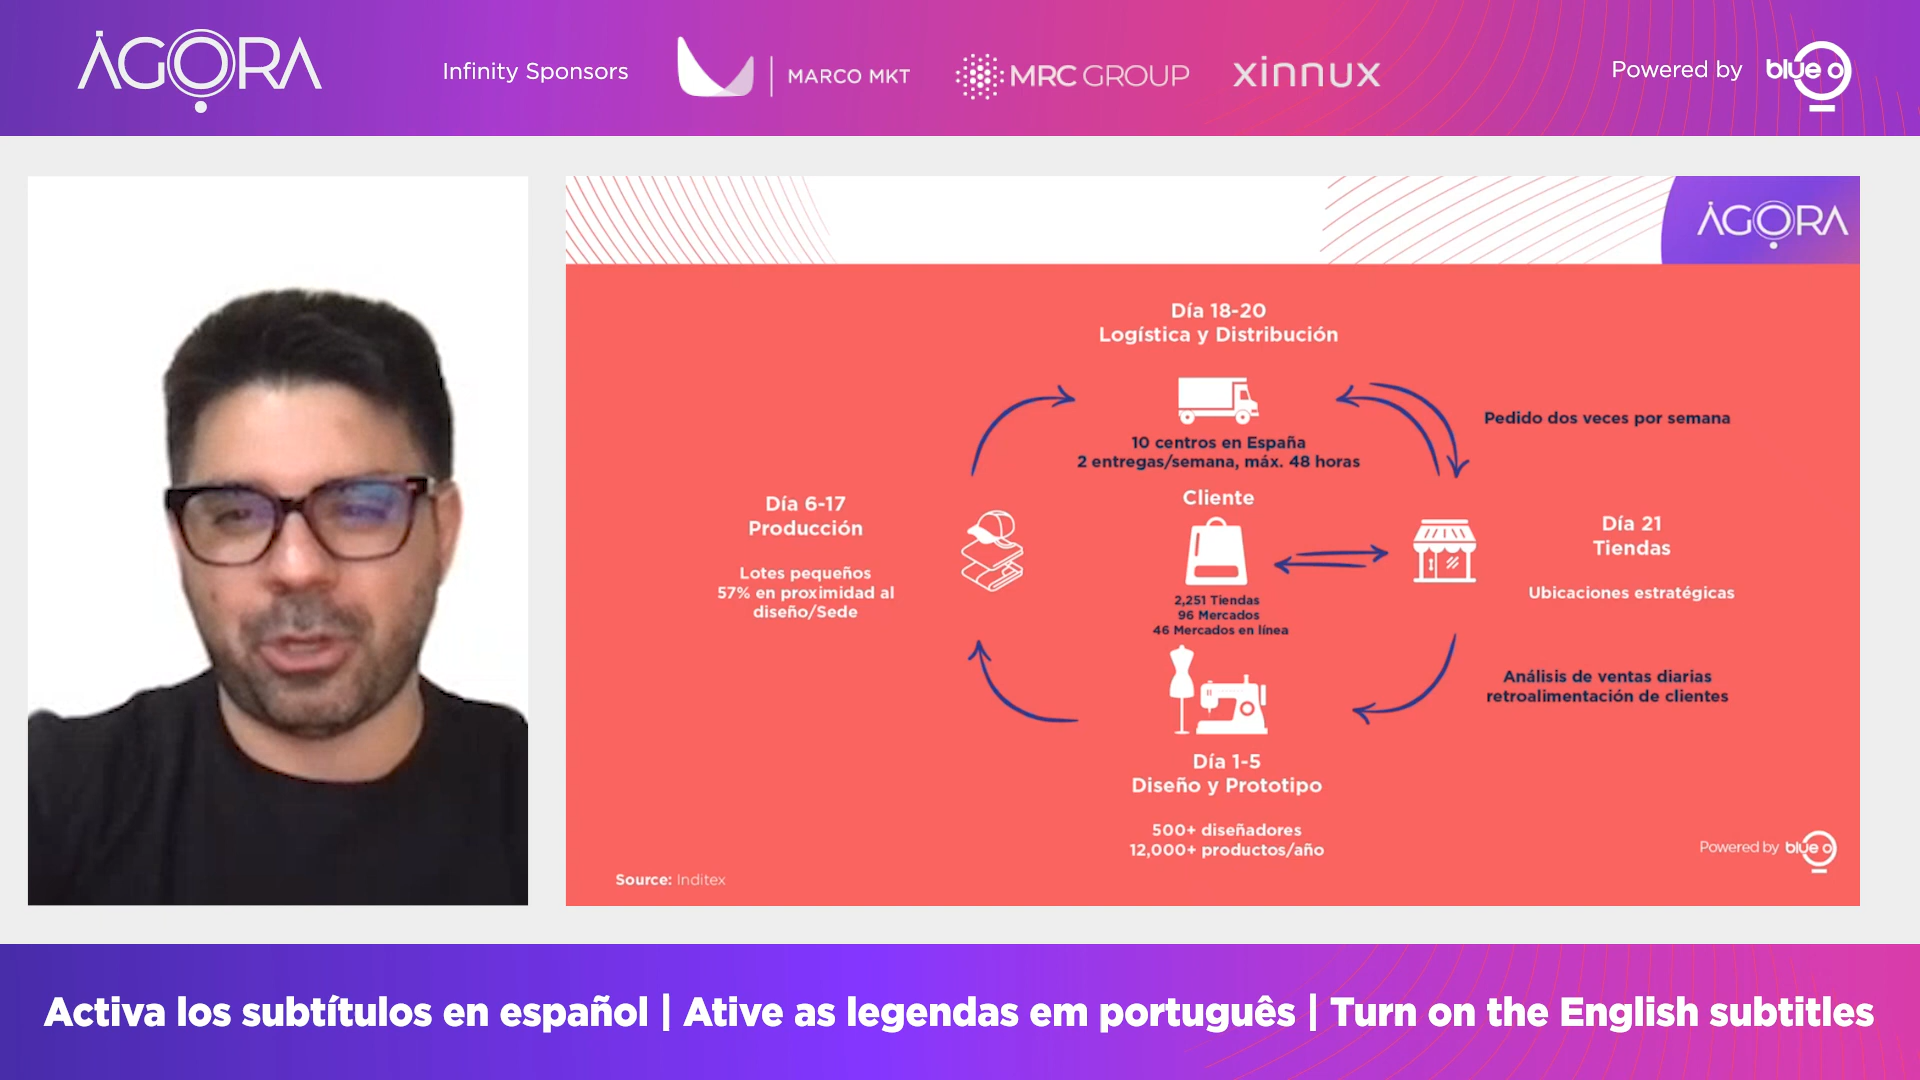 ÁGORA
Infinity Sponsors
MARCO MKT
MRC GROUP
xinnux
Powered by
blue o
ÁGORA
Día 18-20
Logística y Distribución
10 centros en España
2 entregas/semana, máx. 48 horas
Pedido dos veces por semana
Día 6-17
Producción
Lotes pequeños
57% en proximidad al
diseño/Sede
Cliente
2,251 Tiendas
96 Mercados
46 Mercados en línea
Día 21
Tiendas
Ubicaciones estratégicas
Análisis de ventas diarias
retroalimentación de clientes
Día 1-5
Diseño y Prototipo
500+ diseñadores
12,000+ productos/año
Source: Inditex
Powered by blue o
Activa los subtítulos en español | Ative as legendas em português | Turn on the English subtitles